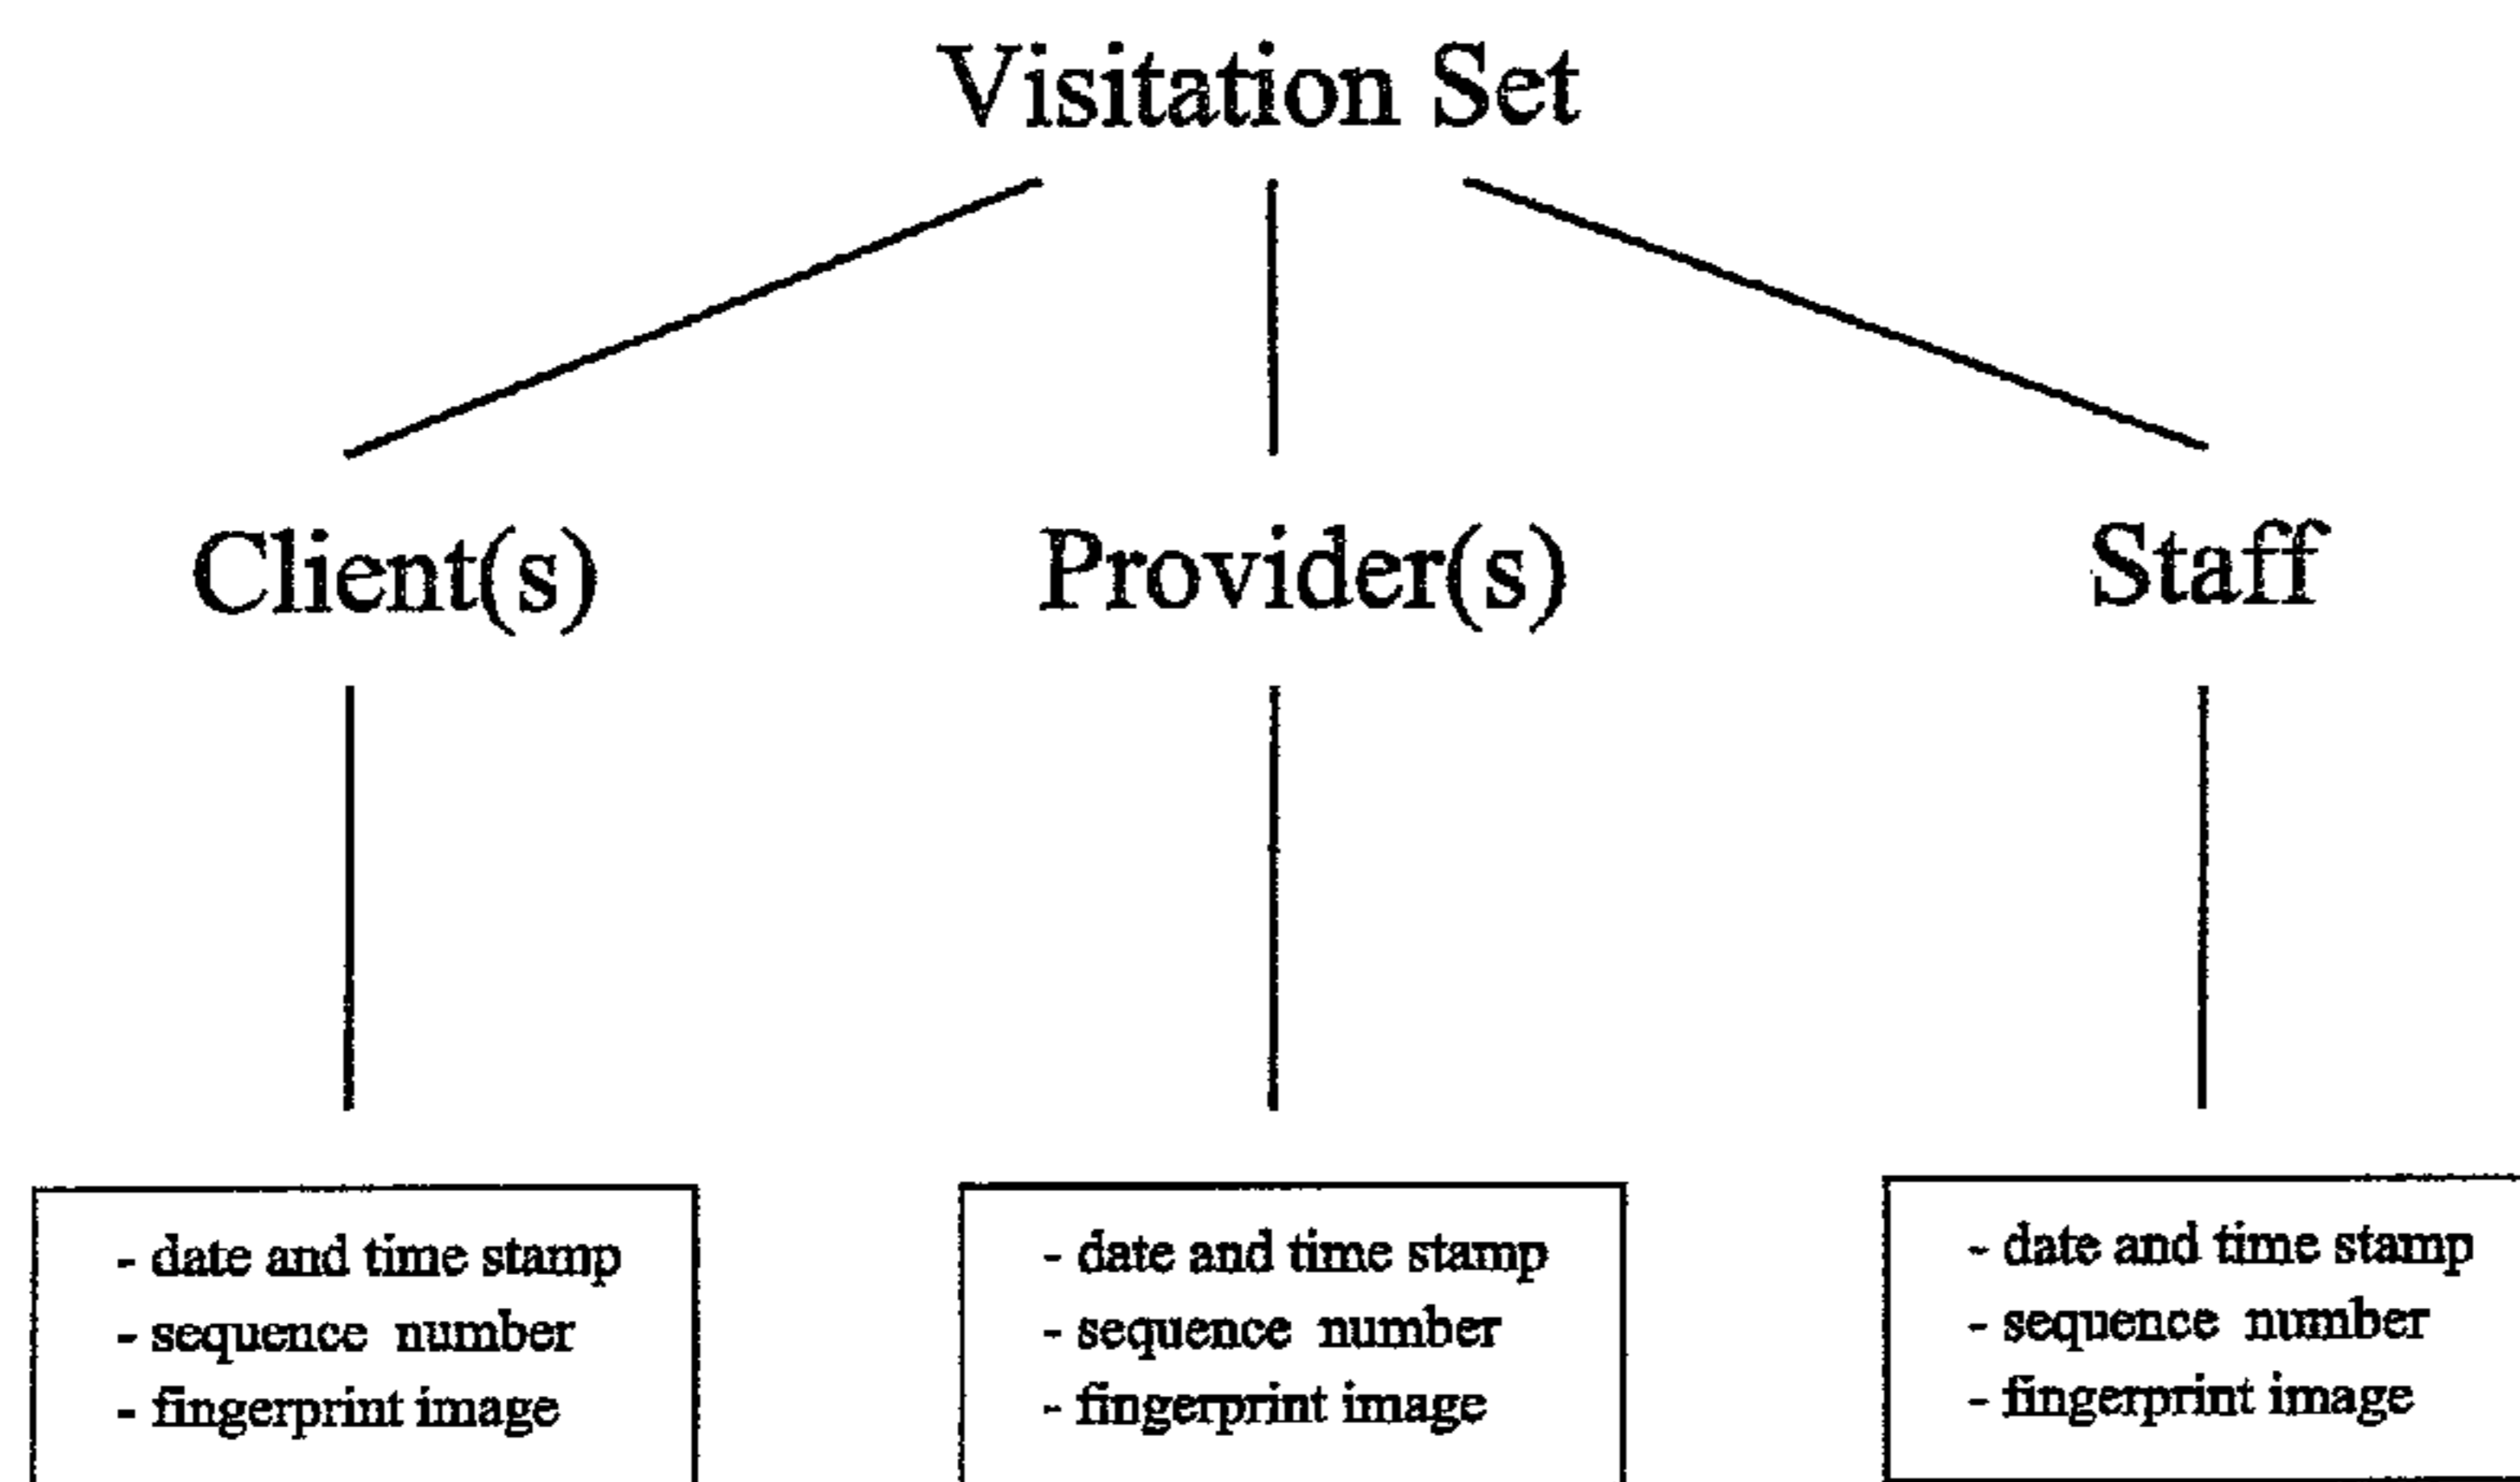 Visitation Set
Client(s) Provider(s) Staff
- date and time stamp
- sequence number
- fingerprint image
- date and time stamp
- sequence number
- fingerprint image
- date and time stamp
- sequence number
- fingerprint image